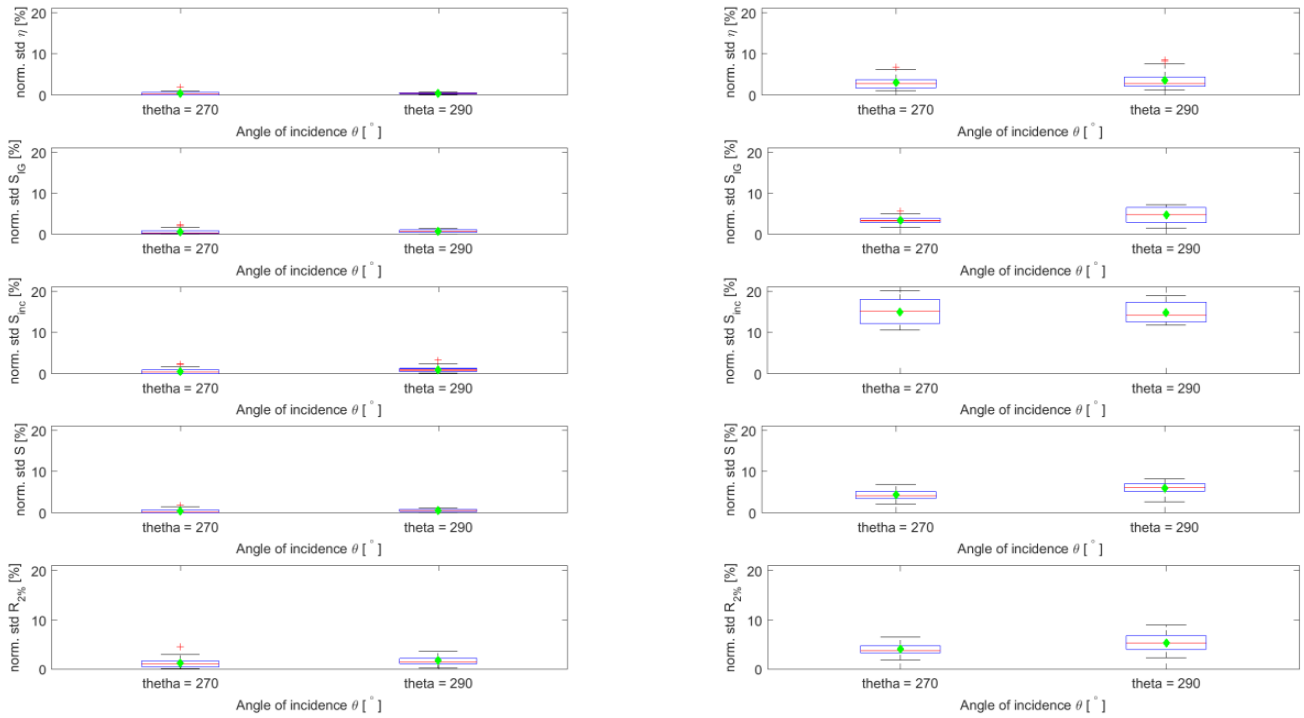 norm. std η [%]
20
10
0
thetha = 270 theta = 290
Angle of incidence θ [ ° ]
norm. std η [%]
20
10
0
thetha = 270 theta = 290
Angle of incidence θ [ ° ]
norm. std S_IG [%]
20
10
0
thetha = 270 theta = 290
Angle of incidence θ [ ° ]
norm. std S_IG [%]
20
10
0
thetha = 270 theta = 290
Angle of incidence θ [ ° ]
norm. std S_inc [%]
20
10
0
thetha = 270 theta = 290
Angle of incidence θ [ ° ]
norm. std S_inc [%]
20
10
0
thetha = 270 theta = 290
Angle of incidence θ [ ° ]
norm. std S [%]
20
10
0
thetha = 270 theta = 290
Angle of incidence θ [ ° ]
norm. std S [%]
20
10
0
thetha = 270 theta = 290
Angle of incidence θ [ ° ]
norm. std R_2% [%]
20
10
0
thetha = 270 theta = 290
Angle of incidence θ [ ° ]
norm. std R_2% [%]
20
10
0
thetha = 270 theta = 290
Angle of incidence θ [ ° ]